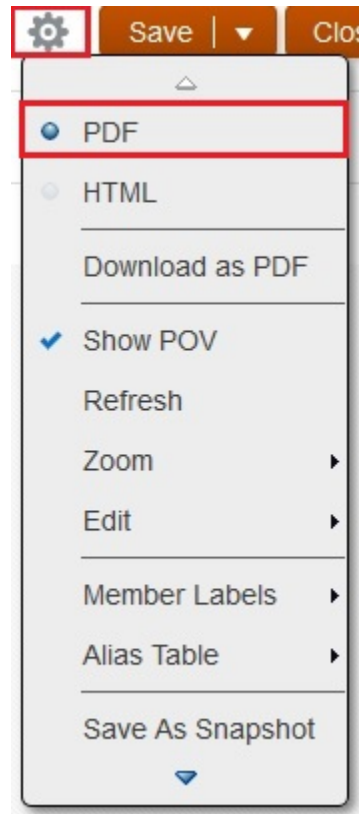 Save Clos
PDF
HTML
Download as PDF
Show POV
Refresh
Zoom
Edit
Member Labels
Alias Table
Save As Snapshot